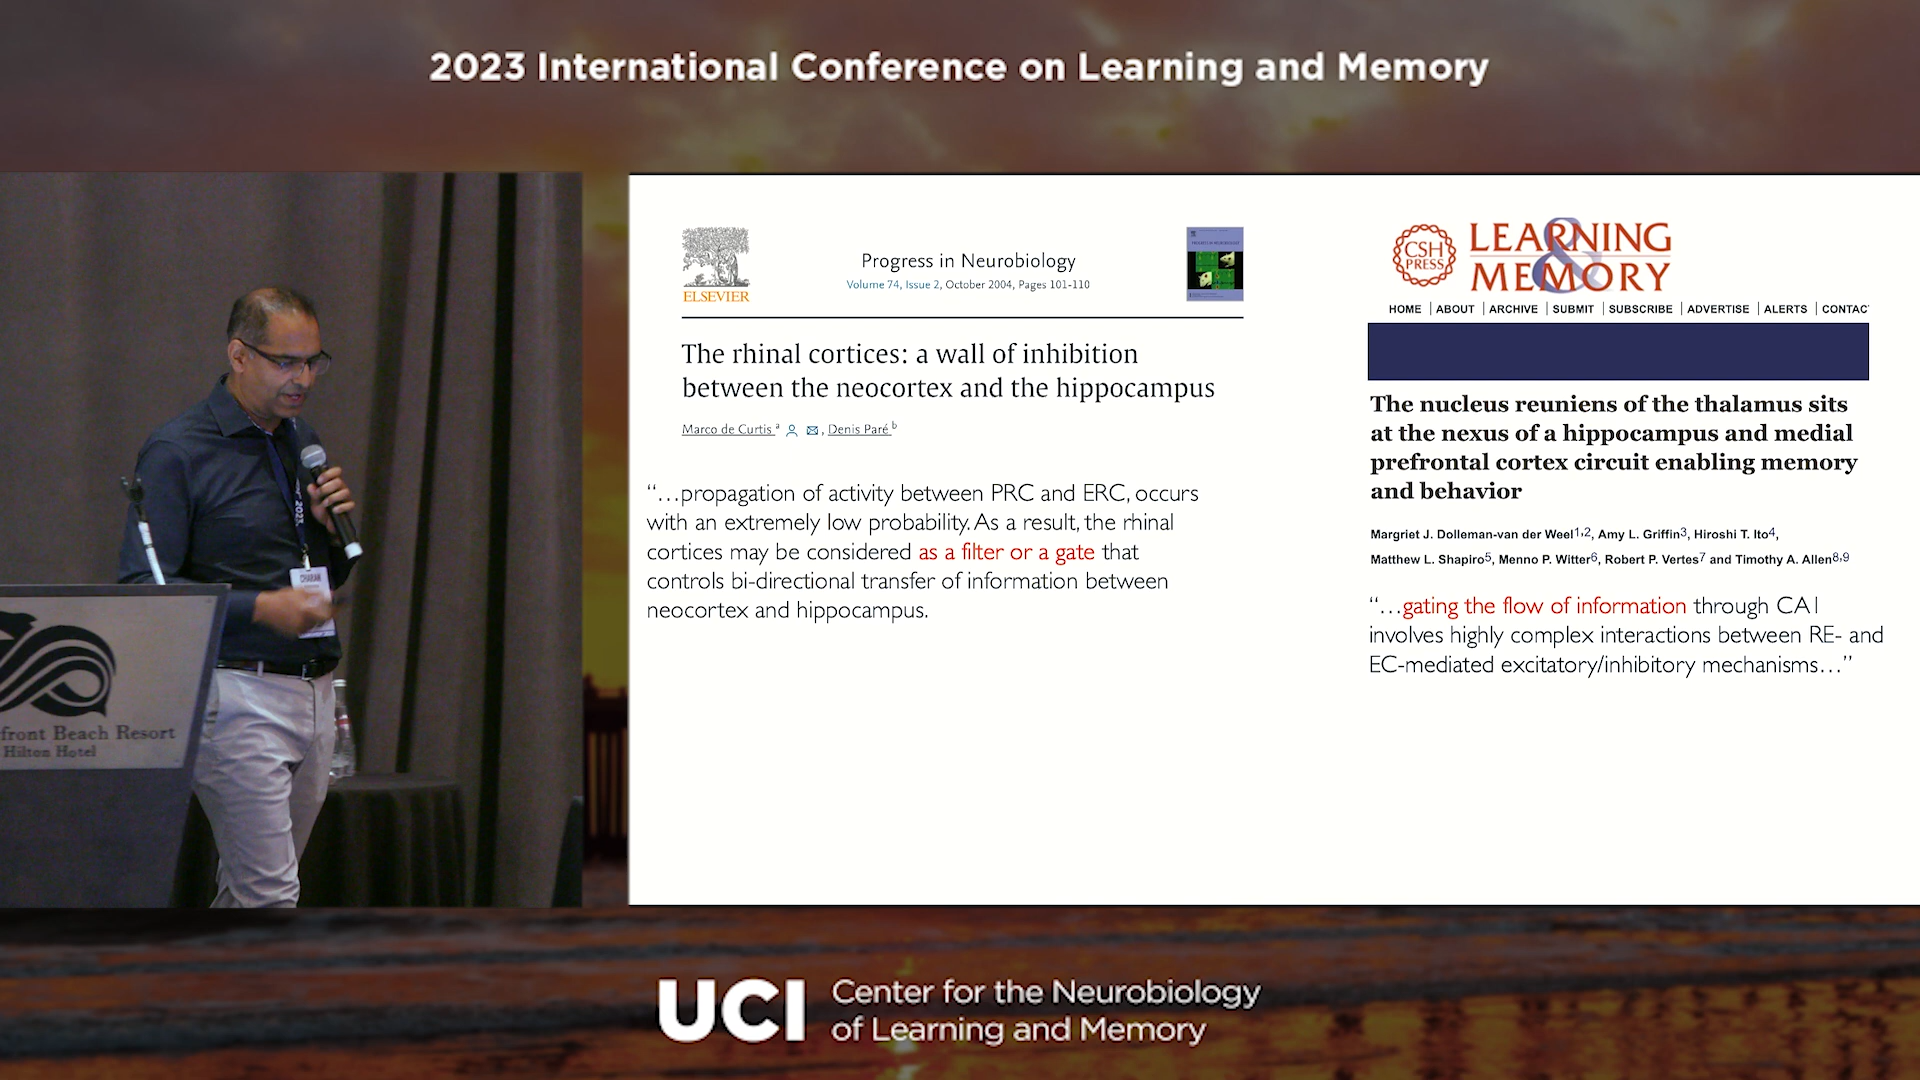 2023 International Conference on Learning and Memory
2023
CHARAN
front Beach Resort
Hilton Hotel
ELSEVIER
Progress in Neurobiology
Volume 74, Issue 2, October 2004, Pages 101-110
The rhinal cortices: a wall of inhibition
between the neocortex and the hippocampus
Marco de Curtis a, Denis Paré b
“…propagation of activity between PRC and ERC, occurs
with an extremely low probability. As a result, the rhinal
cortices may be considered as a filter or a gate that
controls bi-directional transfer of information between
neocortex and hippocampus.
CSH
PRESS
LEARNING
&
MEMORY
HOME | ABOUT | ARCHIVE | SUBMIT | SUBSCRIBE | ADVERTISE | ALERTS | CONTAC
The nucleus reuniens of the thalamus sits
at the nexus of a hippocampus and medial
prefrontal cortex circuit enabling memory
and behavior
Margriet J. Dolleman-van der Weel1,2, Amy L. Griffin3, Hiroshi T. Ito4,
Matthew L. Shapiro5, Menno P. Witter6, Robert P. Vertes7 and Timothy A. Allen8,9
“…gating the flow of information through CA1
involves highly complex interactions between RE- and
EC-mediated excitatory/inhibitory mechanisms…”
UCI
Center for the Neurobiology
of Learning and Memory